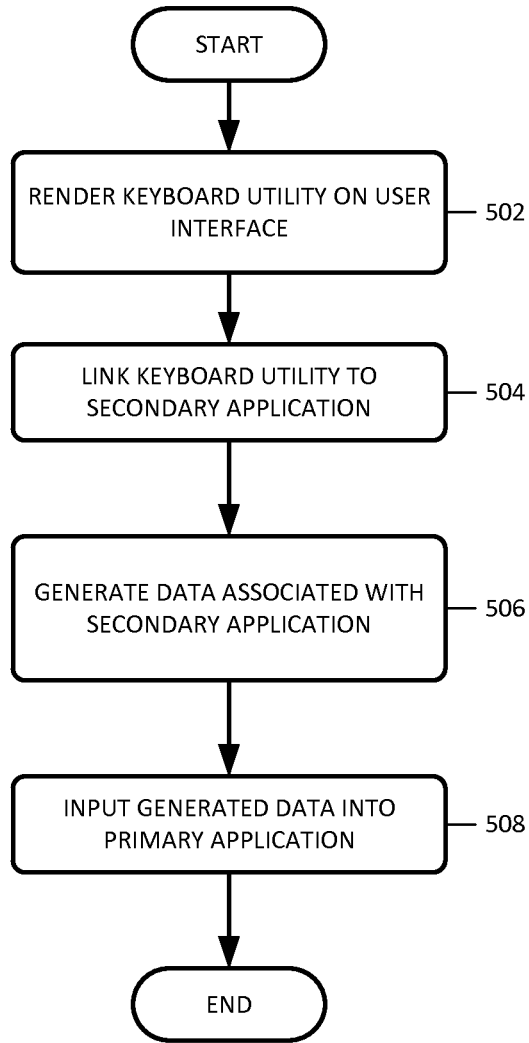 START
RENDER KEYBOARD UTILITY ON USER
INTERFACE
502
LINK KEYBOARD UTILITY TO
SECONDARY APPLICATION
504
GENERATE DATA ASSOCIATED WITH
SECONDARY APPLICATION
506
INPUT GENERATED DATA INTO
PRIMARY APPLICATION
508
END